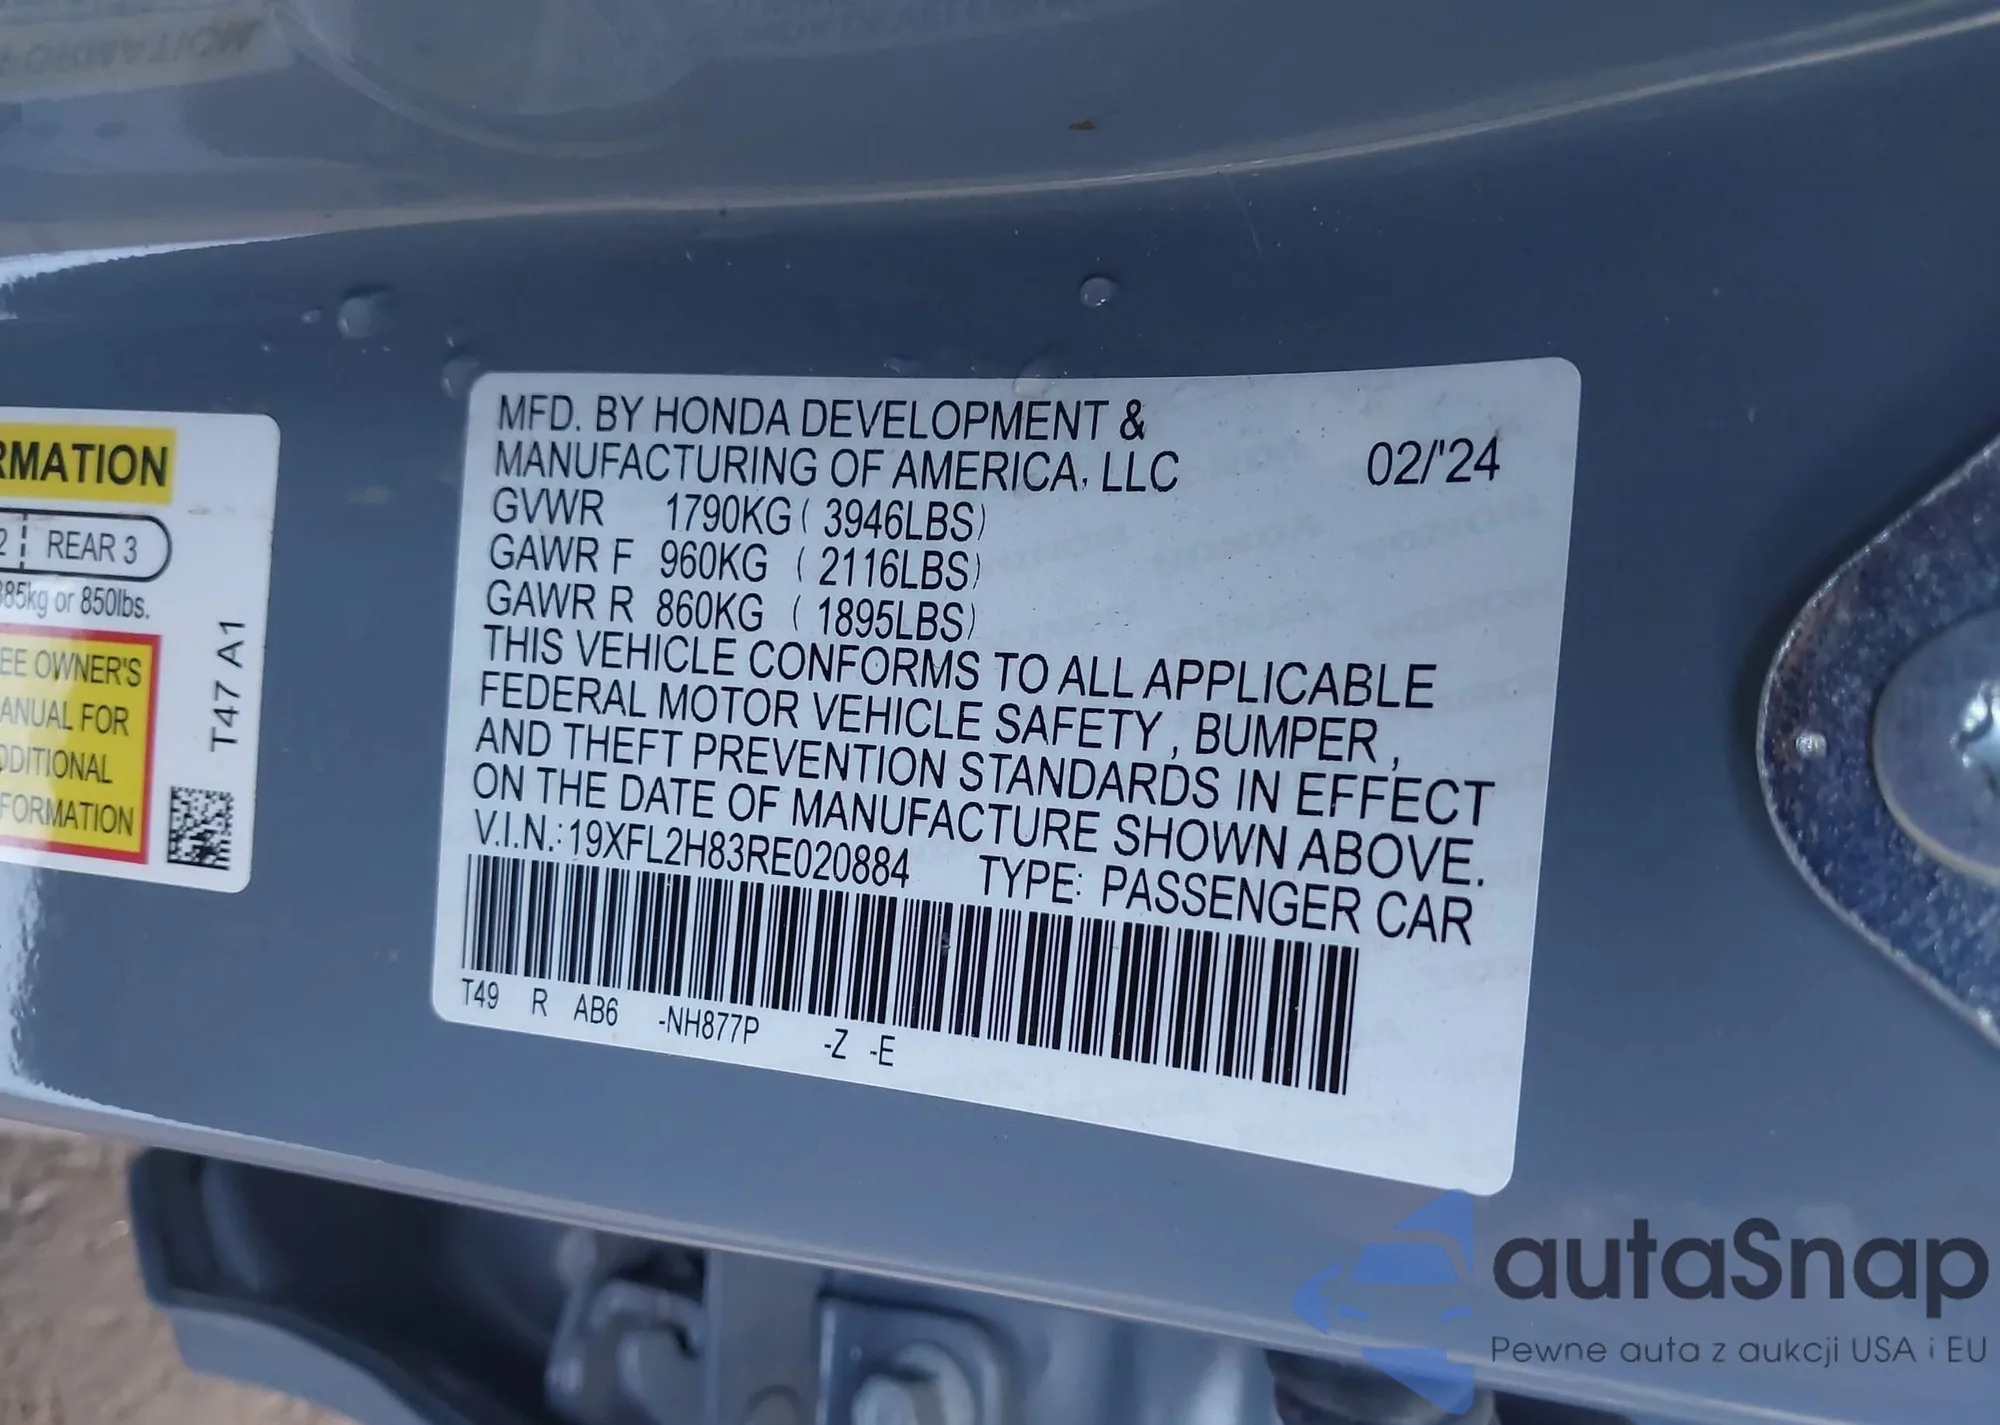 RMATION
2 REAR 3
385kg or 850lbs.
EE OWNER'S
ANUAL FOR
DDITIONAL
FORMATION
T47 A1
MFD. BY HONDA DEVELOPMENT &
MANUFACTURING OF AMERICA, LLC 02/'24
GVWR 1790KG ( 3946LBS)
GAWR F 960KG ( 2116LBS)
GAWR R 860KG ( 1895LBS)
THIS VEHICLE CONFORMS TO ALL APPLICABLE
FEDERAL MOTOR VEHICLE SAFETY , BUMPER ,
AND THEFT PREVENTION STANDARDS IN EFFECT
ON THE DATE OF MANUFACTURE SHOWN ABOVE.
V.I.N.: 19XFL2H83RE020884 TYPE: PASSENGER CAR
T49 R AB6 -NH877P -Z -E
autaSnap
Pewne auta z aukcji USA i EU